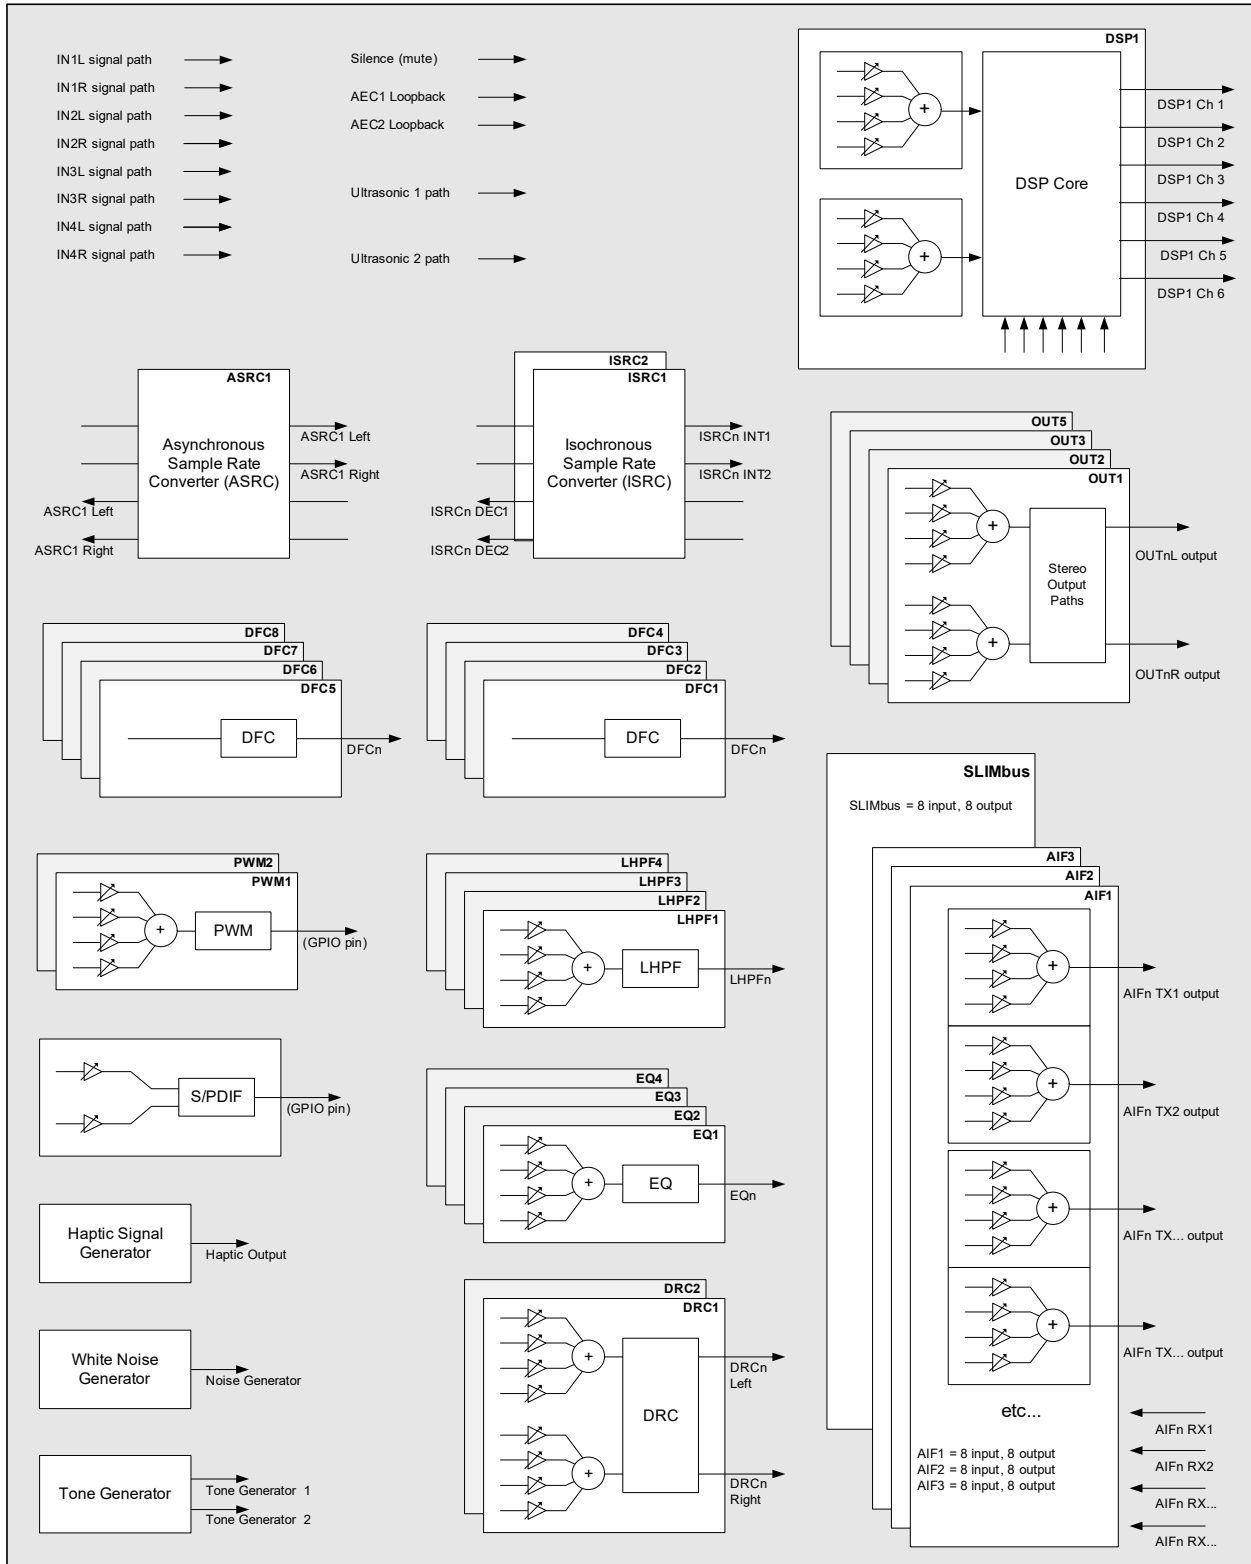 IN1L signal path
IN1R signal path
IN2L signal path
IN2R signal path
IN3L signal path
IN3R signal path
IN4L signal path
IN4R signal path
Silence (mute)
AEC1 Loopback
AEC2 Loopback
Ultrasonic 1 path
Ultrasonic 2 path
DSP1
+
+
DSP Core
DSP1 Ch 1
DSP1 Ch 2
DSP1 Ch 3
DSP1 Ch 4
DSP1 Ch 5
DSP1 Ch 6
ASRC1
Asynchronous
Sample Rate
Converter (ASRC)
ASRC1 Left
ASRC1 Right
ASRC1 Left
ASRC1 Right
ISRC2
ISRC1
Isochronous
Sample Rate
Converter (ISRC)
ISRCn INT1
ISRCn INT2
ISRCn DEC1
ISRCn DEC2
OUT5
OUT3
OUT2
OUT1
+
+
Stereo
Output
Paths
OUTnL output
OUTnR output
DFC8
DFC7
DFC6
DFC5
DFC
DFCn
DFC4
DFC3
DFC2
DFC1
DFC
DFCn
SLIMbus
SLIMbus = 8 input, 8 output
PWM2
PWM1
+
PWM
(GPIO pin)
LHPF4
LHPF3
LHPF2
LHPF1
+
LHPF
LHPFn
AIF3
AIF2
AIF1
+
AIFn TX1 output
+
AIFn TX2 output
+
AIFn TX... output
+
AIFn TX... output
etc...
AIF1 = 8 input, 8 output
AIF2 = 8 input, 8 output
AIF3 = 8 input, 8 output
AIFn RX1
AIFn RX2
AIFn RX...
AIFn RX...
S/PDIF
(GPIO pin)
EQ4
EQ3
EQ2
EQ1
+
EQ
EQn
Haptic Signal
Generator
Haptic Output
DRC2
DRC1
+
+
DRC
DRCn
Left
DRCn
Right
White Noise
Generator
Noise Generator
Tone Generator
Tone Generator 1
Tone Generator 2